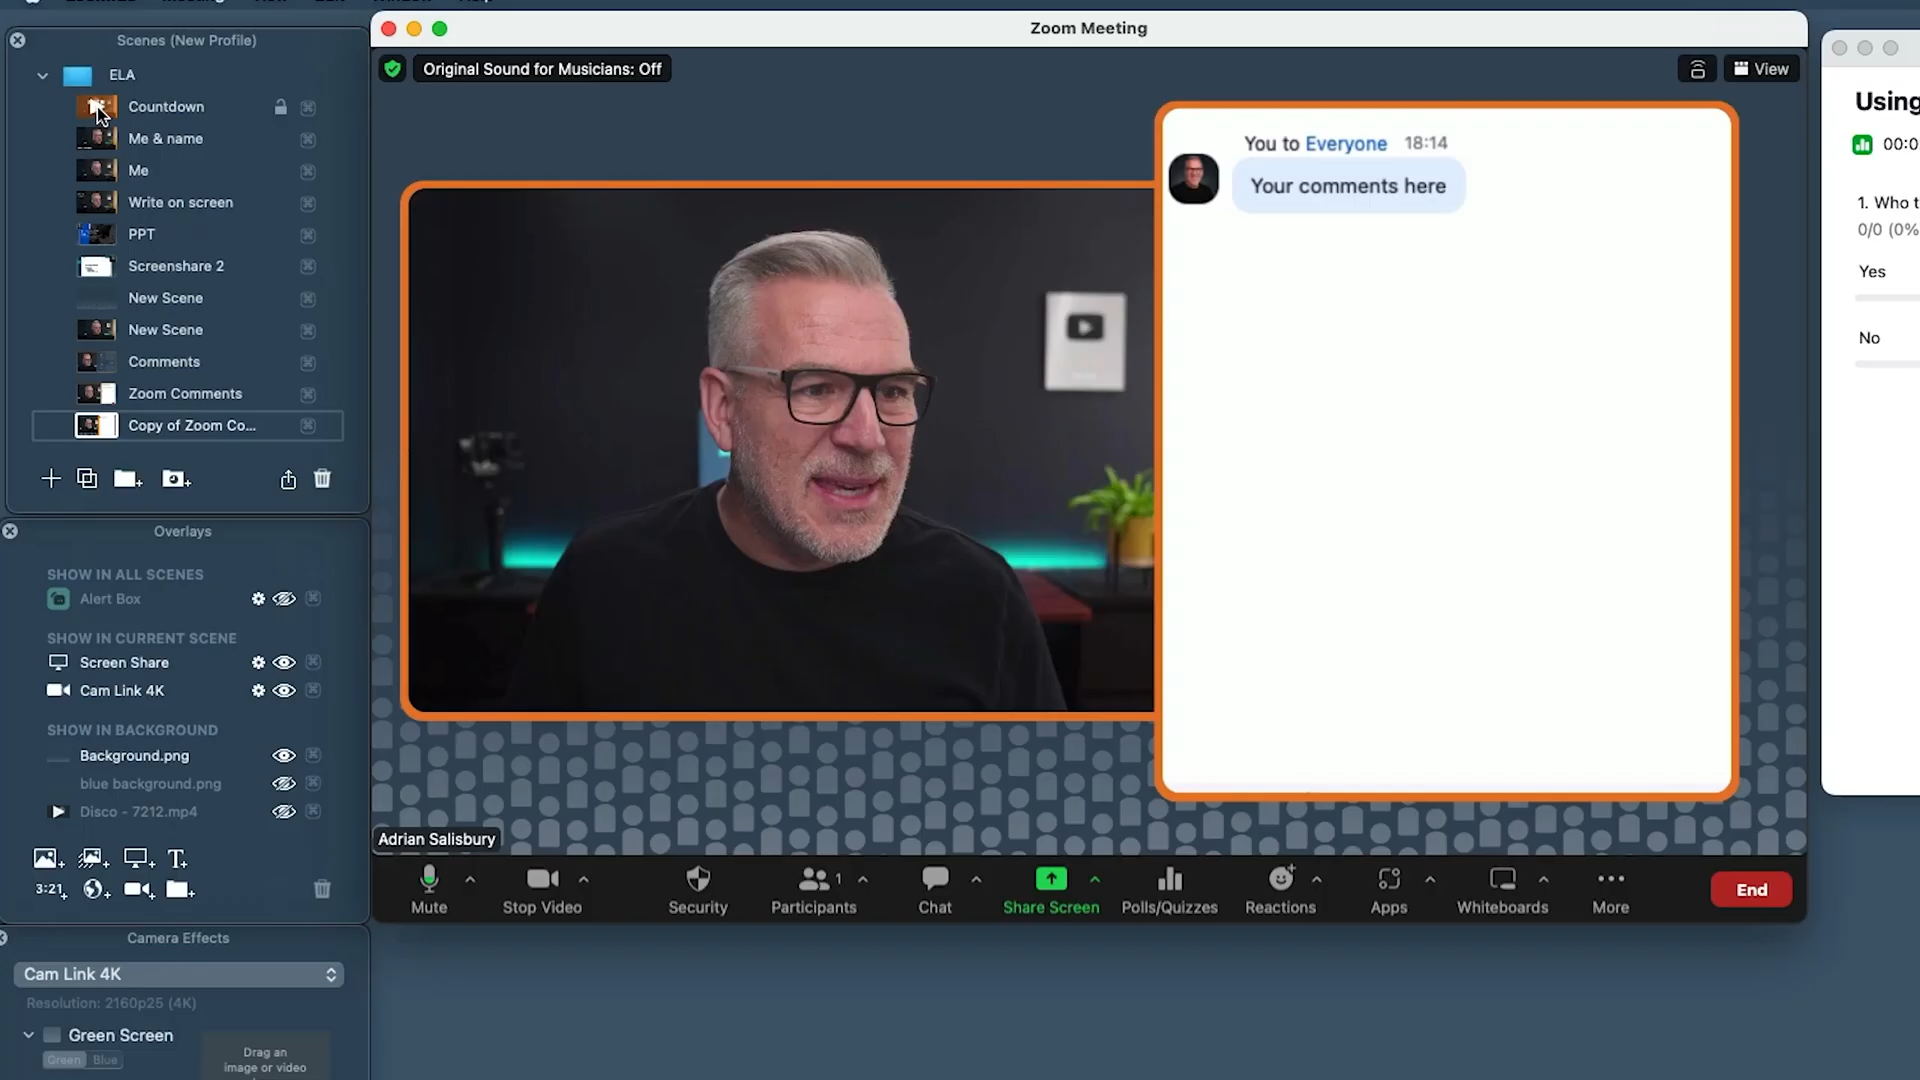 Scenes (New Profile)
ELA
Countdown
Me & name
Me
Write on screen
PPT
Screenshare 2
New Scene
New Scene
Comments
Zoom Comments
Copy of Zoom Co...
Overlays
SHOW IN ALL SCENES
Alert Box
SHOW IN CURRENT SCENE
Screen Share
Cam Link 4K
SHOW IN BACKGROUND
Background.png
blue background.png
Disco - 7212.mp4
3:21
Camera Effects
Cam Link 4K
Resolution: 2160p25 (4K)
Green Screen
Green Blue
Drag an
image or video
Zoom Meeting
Original Sound for Musicians: Off
View
You to Everyone 18:14
Your comments here
Adrian Salisbury
Mute
Stop Video
Security
Participants 1
Chat
Share Screen
Polls/Quizzes
Reactions
Apps
Whiteboards
More
End
Using
00:0
1. Who t
0/0 (0%
Yes
No